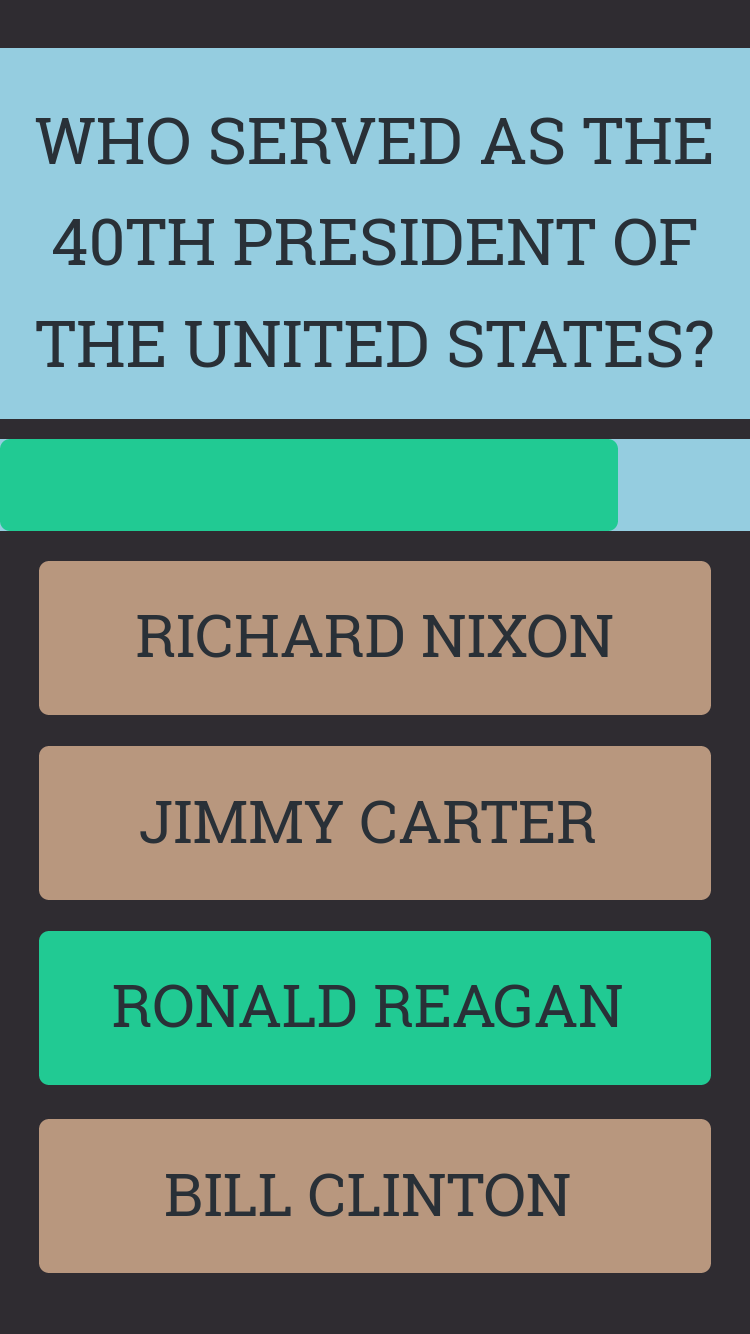 WHO SERVED AS THE
40TH PRESIDENT OF
THE UNITED STATES?
RICHARD NIXON
JIMMY CARTER
RONALD REAGAN
BILL CLINTON